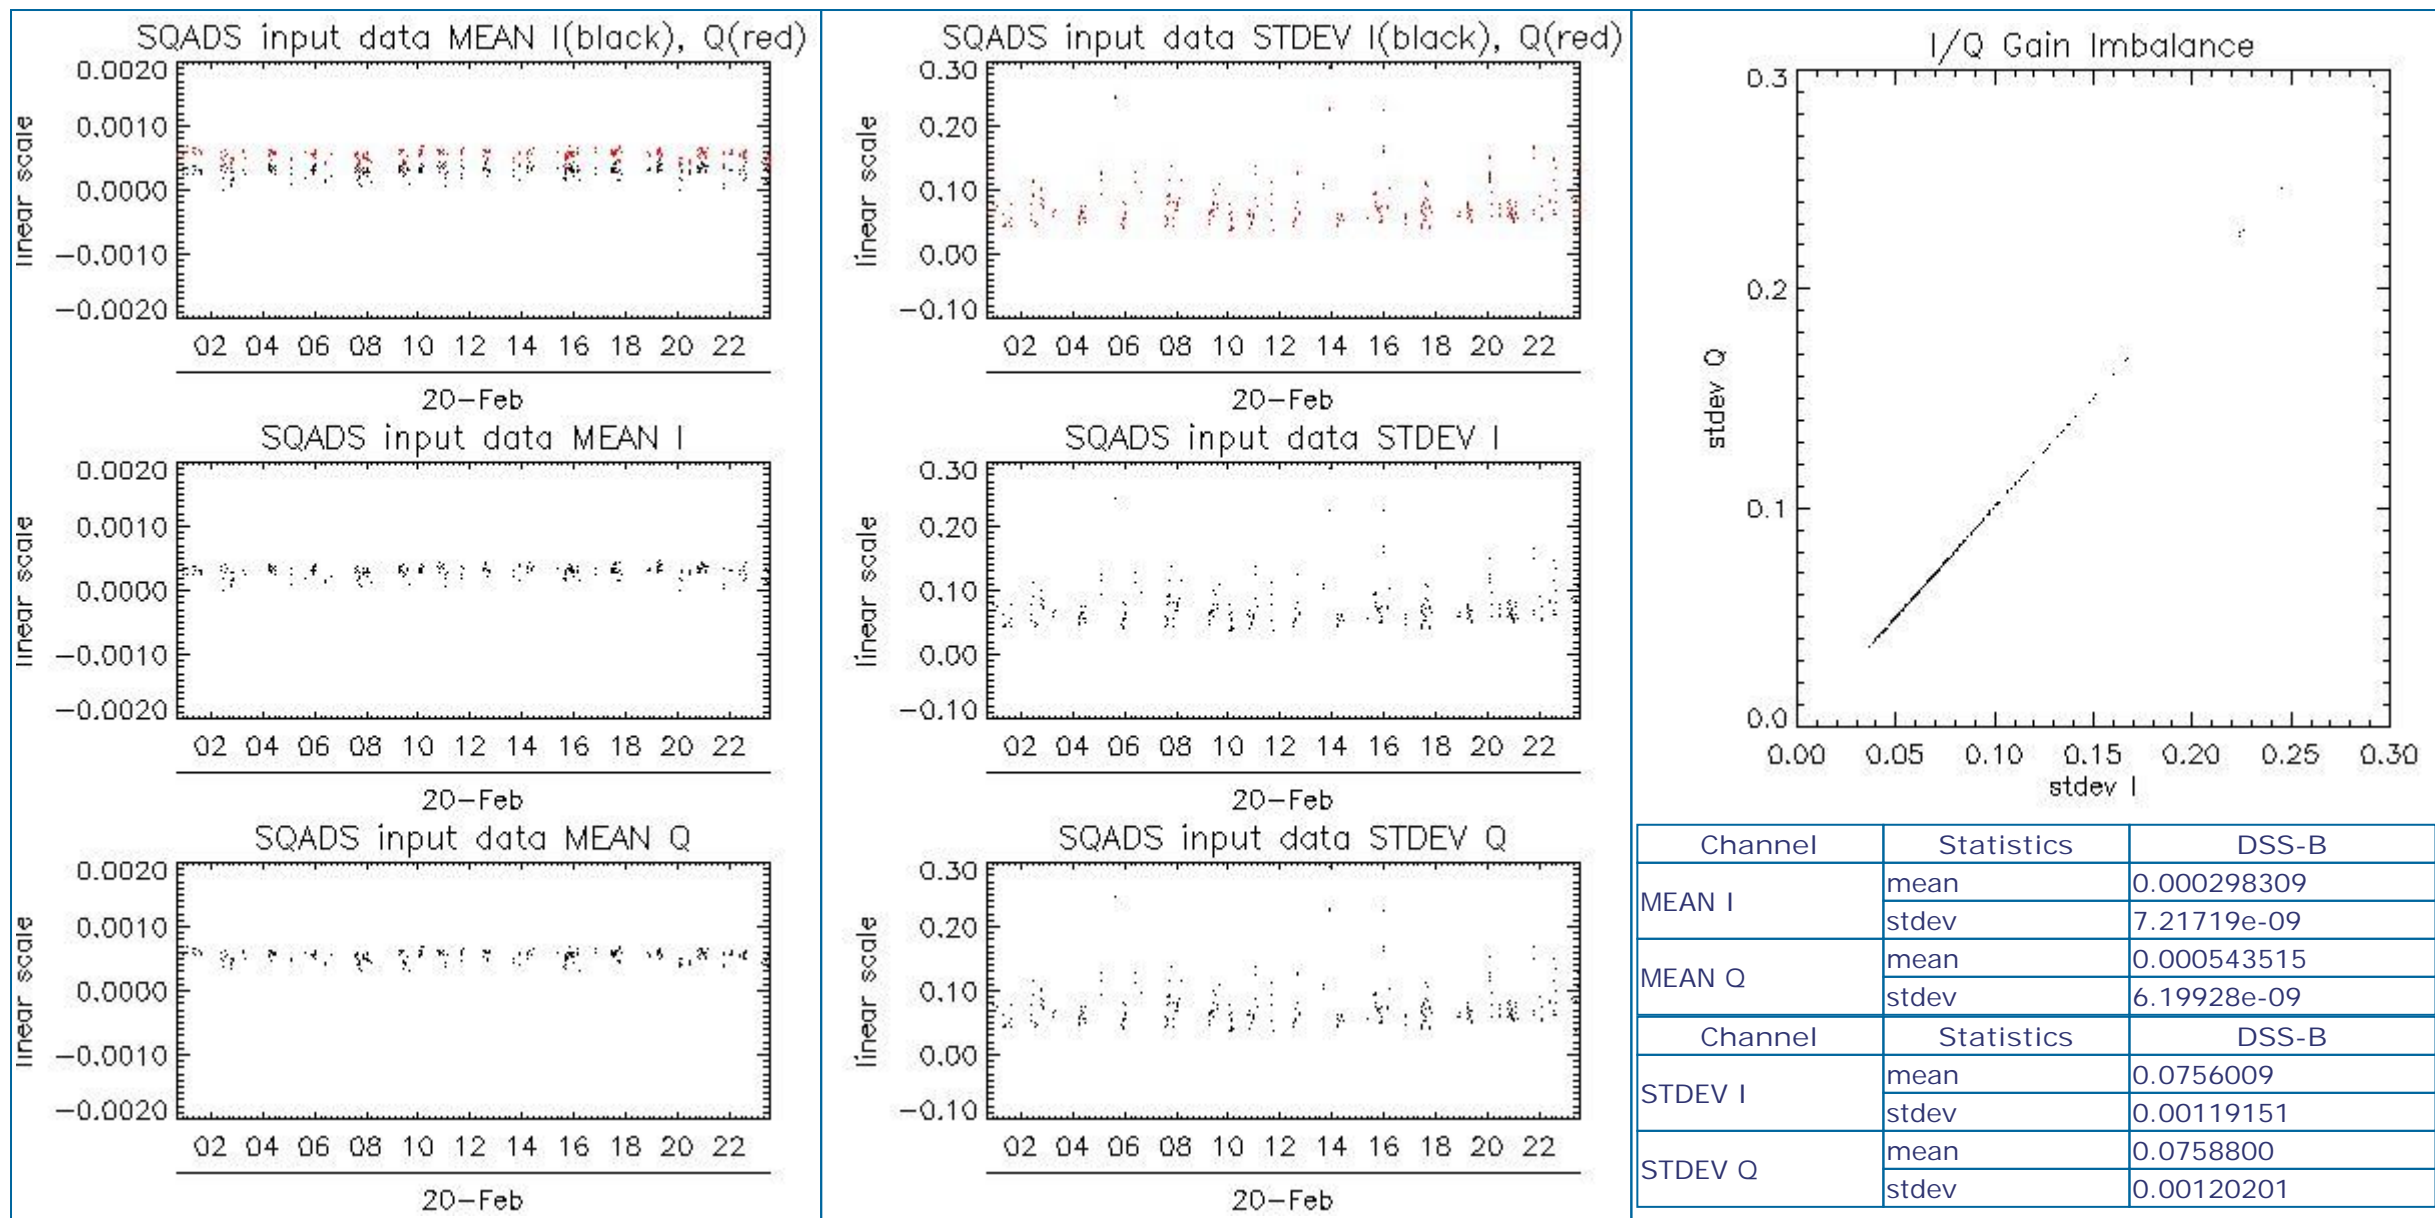 SQADS input data MEAN I(black), Q(red)
0.0020
0.0010
0.0000
−0.0010
−0.0020
linear scale
02 04 06 08 10 12 14 16 18 20 22
20−Feb
SQADS input data MEAN I
0.0020
0.0010
0.0000
−0.0010
−0.0020
linear scale
02 04 06 08 10 12 14 16 18 20 22
20−Feb
SQADS input data MEAN Q
0.0020
0.0010
0.0000
−0.0010
−0.0020
linear scale
02 04 06 08 10 12 14 16 18 20 22
20−Feb
SQADS input data STDEV I(black), Q(red)
0.30
0.20
0.10
0.00
−0.10
linear scale
02 04 06 08 10 12 14 16 18 20 22
20−Feb
SQADS input data STDEV I
0.30
0.20
0.10
0.00
−0.10
linear scale
02 04 06 08 10 12 14 16 18 20 22
20−Feb
SQADS input data STDEV Q
0.30
0.20
0.10
0.00
−0.10
linear scale
02 04 06 08 10 12 14 16 18 20 22
20−Feb
I/Q Gain Imbalance
0.3
0.2
0.1
0.0
stdev Q
0.00 0.05 0.10 0.15 0.20 0.25 0.30
stdev I
Channel Statistics DSS-B
MEAN I mean 0.000298309
stdev 7.21719e-09
MEAN Q mean 0.000543515
stdev 6.19928e-09
Channel Statistics DSS-B
STDEV I mean 0.0756009
stdev 0.00119151
STDEV Q mean 0.0758800
stdev 0.00120201